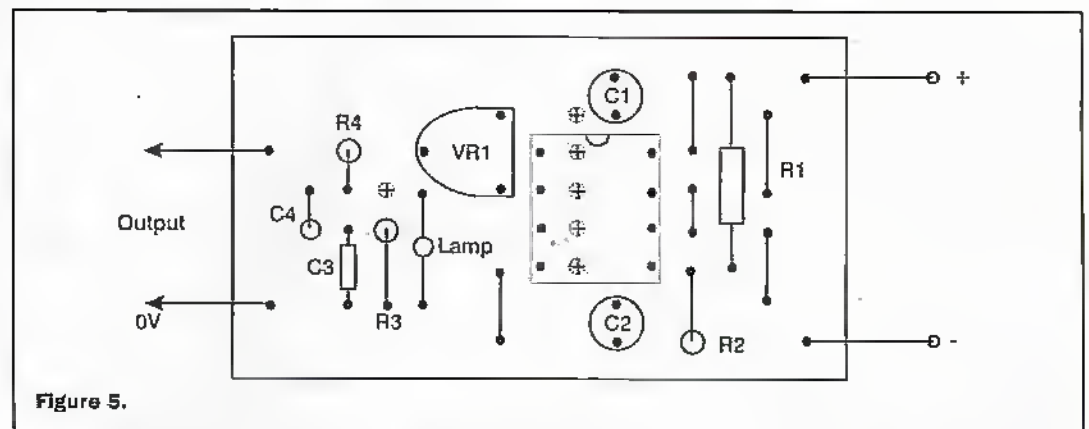 C1
+
R4
VR1
R1
Output
C4
Lamp
C3
0V
R3
C2
R2
-
Figure 5.